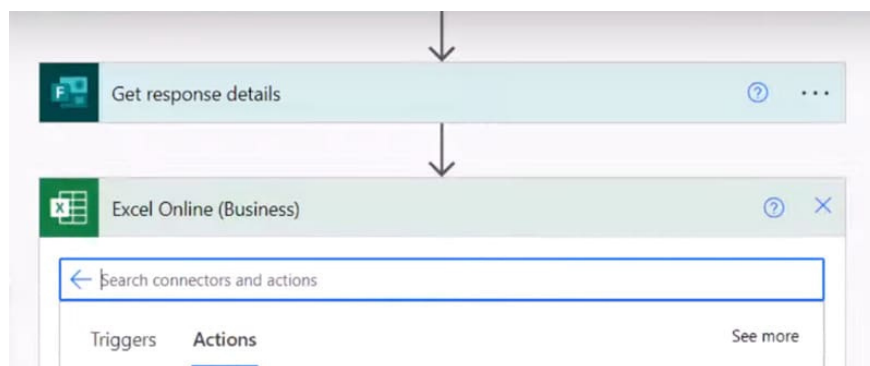 Get response details
Excel Online (Business)
Search connectors and actions
Triggers Actions See more